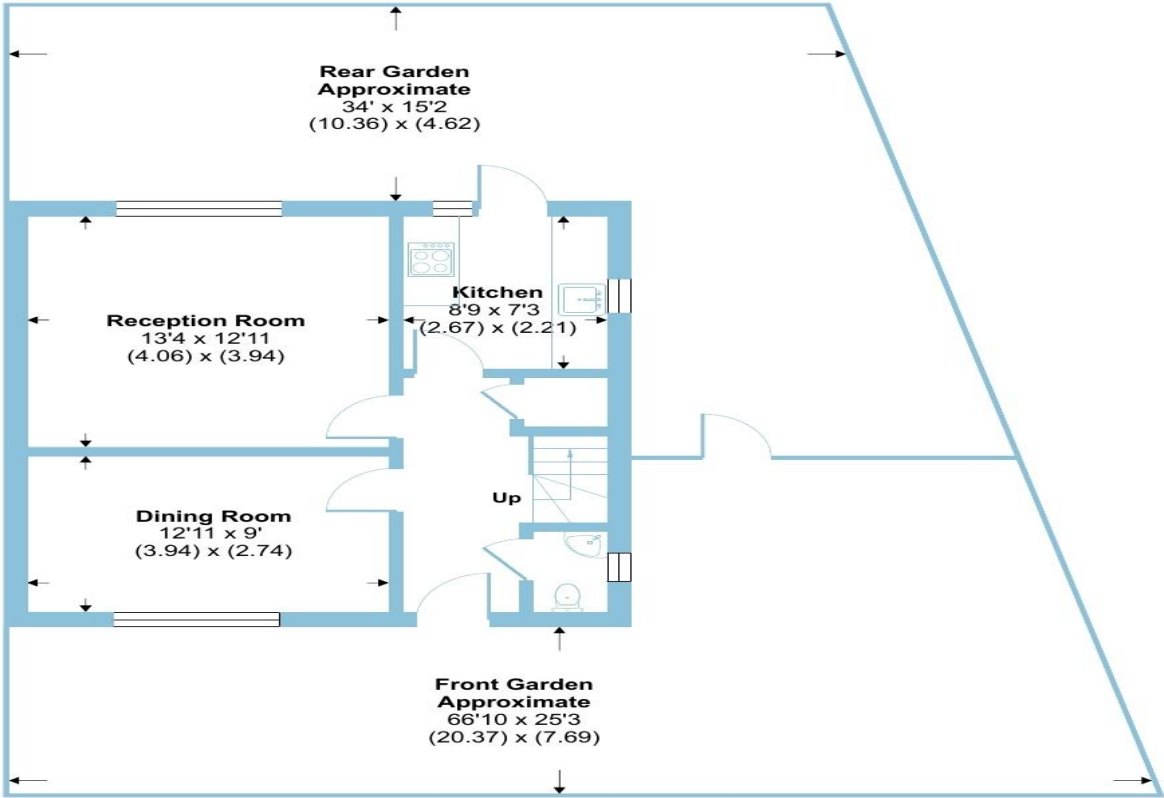 Rear Garden
Approximate
34' x 15'2
(10.36) x (4.62)
Kitchen
8'9 x 7'3
(2.67) x (2.21)
Reception Room
13'4 x 12'11
(4.06) x (3.94)
Up
Dining Room
12'11 x 9'
(3.94) x (2.74)
Front Garden
Approximate
66'10 x 25'3
(20.37) x (7.69)